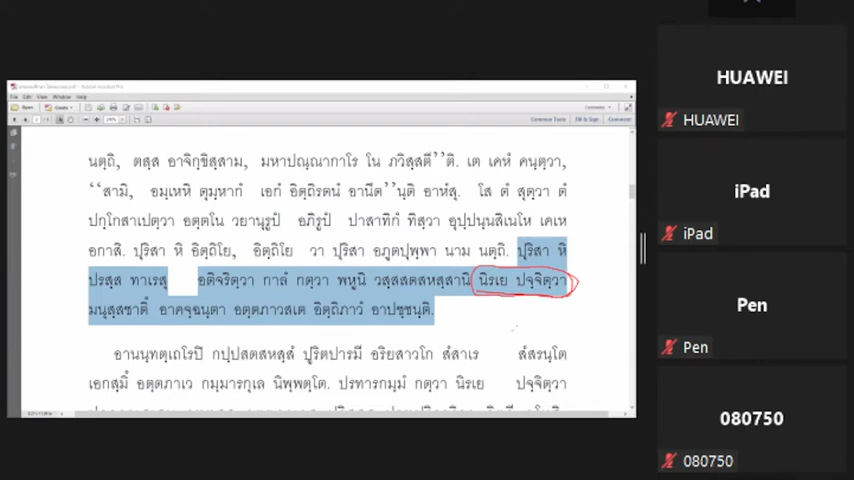 นตฺถิ, ตสฺส อาจิกฺขิสฺสาม, มหาปณฺณากาโร โน ภวิสฺสตี’’ติ. เต เคหํ คนฺตฺวา,
‘‘สามิ, อมฺเหหิ ตุมฺหากํ เอกํ อิตฺถิรตนํ อานีต’’นฺติ อาหํสุ. โส ตํ สุตฺวา ตํ
ปกฺโกสาเปตฺวา อตฺตโน วยานุรูปํ อภิรูปํ ปาสาทิกํ ทิสฺวา อุปฺปนฺนสิเนโห เคเห
อกาสิ. ปุริสา หิ อิตฺถิโย, อิตฺถิโย วา ปุริสา อภูตปุพฺพา นาม นตฺถิ. ปุริสา หิ
ปรสฺส ทาเรสุ อติจริตฺวา กาลํ กตฺวา พหูนิ วสฺสสตสหสฺสานิ นิรเย ปจฺจิตฺวา
มนุสฺสชาตึ อาคจฺฉนฺตา อตฺตภาวสเต อิตฺถิภาวํ อาปชฺชนฺติ.
อานนฺทตฺเถโรปิ กปฺปสตสหสฺสํ ปูริตปารมี อริยสาวโก สํสาเร สํสรนฺโต
เอกสฺมึ อตฺตภาเว กมฺมารกุเล นิพฺพตฺโต. ปรทารกมฺมํ กตฺวา นิรเย ปจฺจิตฺวา
HUAWEI
HUAWEI
iPad
iPad
Pen
Pen
080750
080750